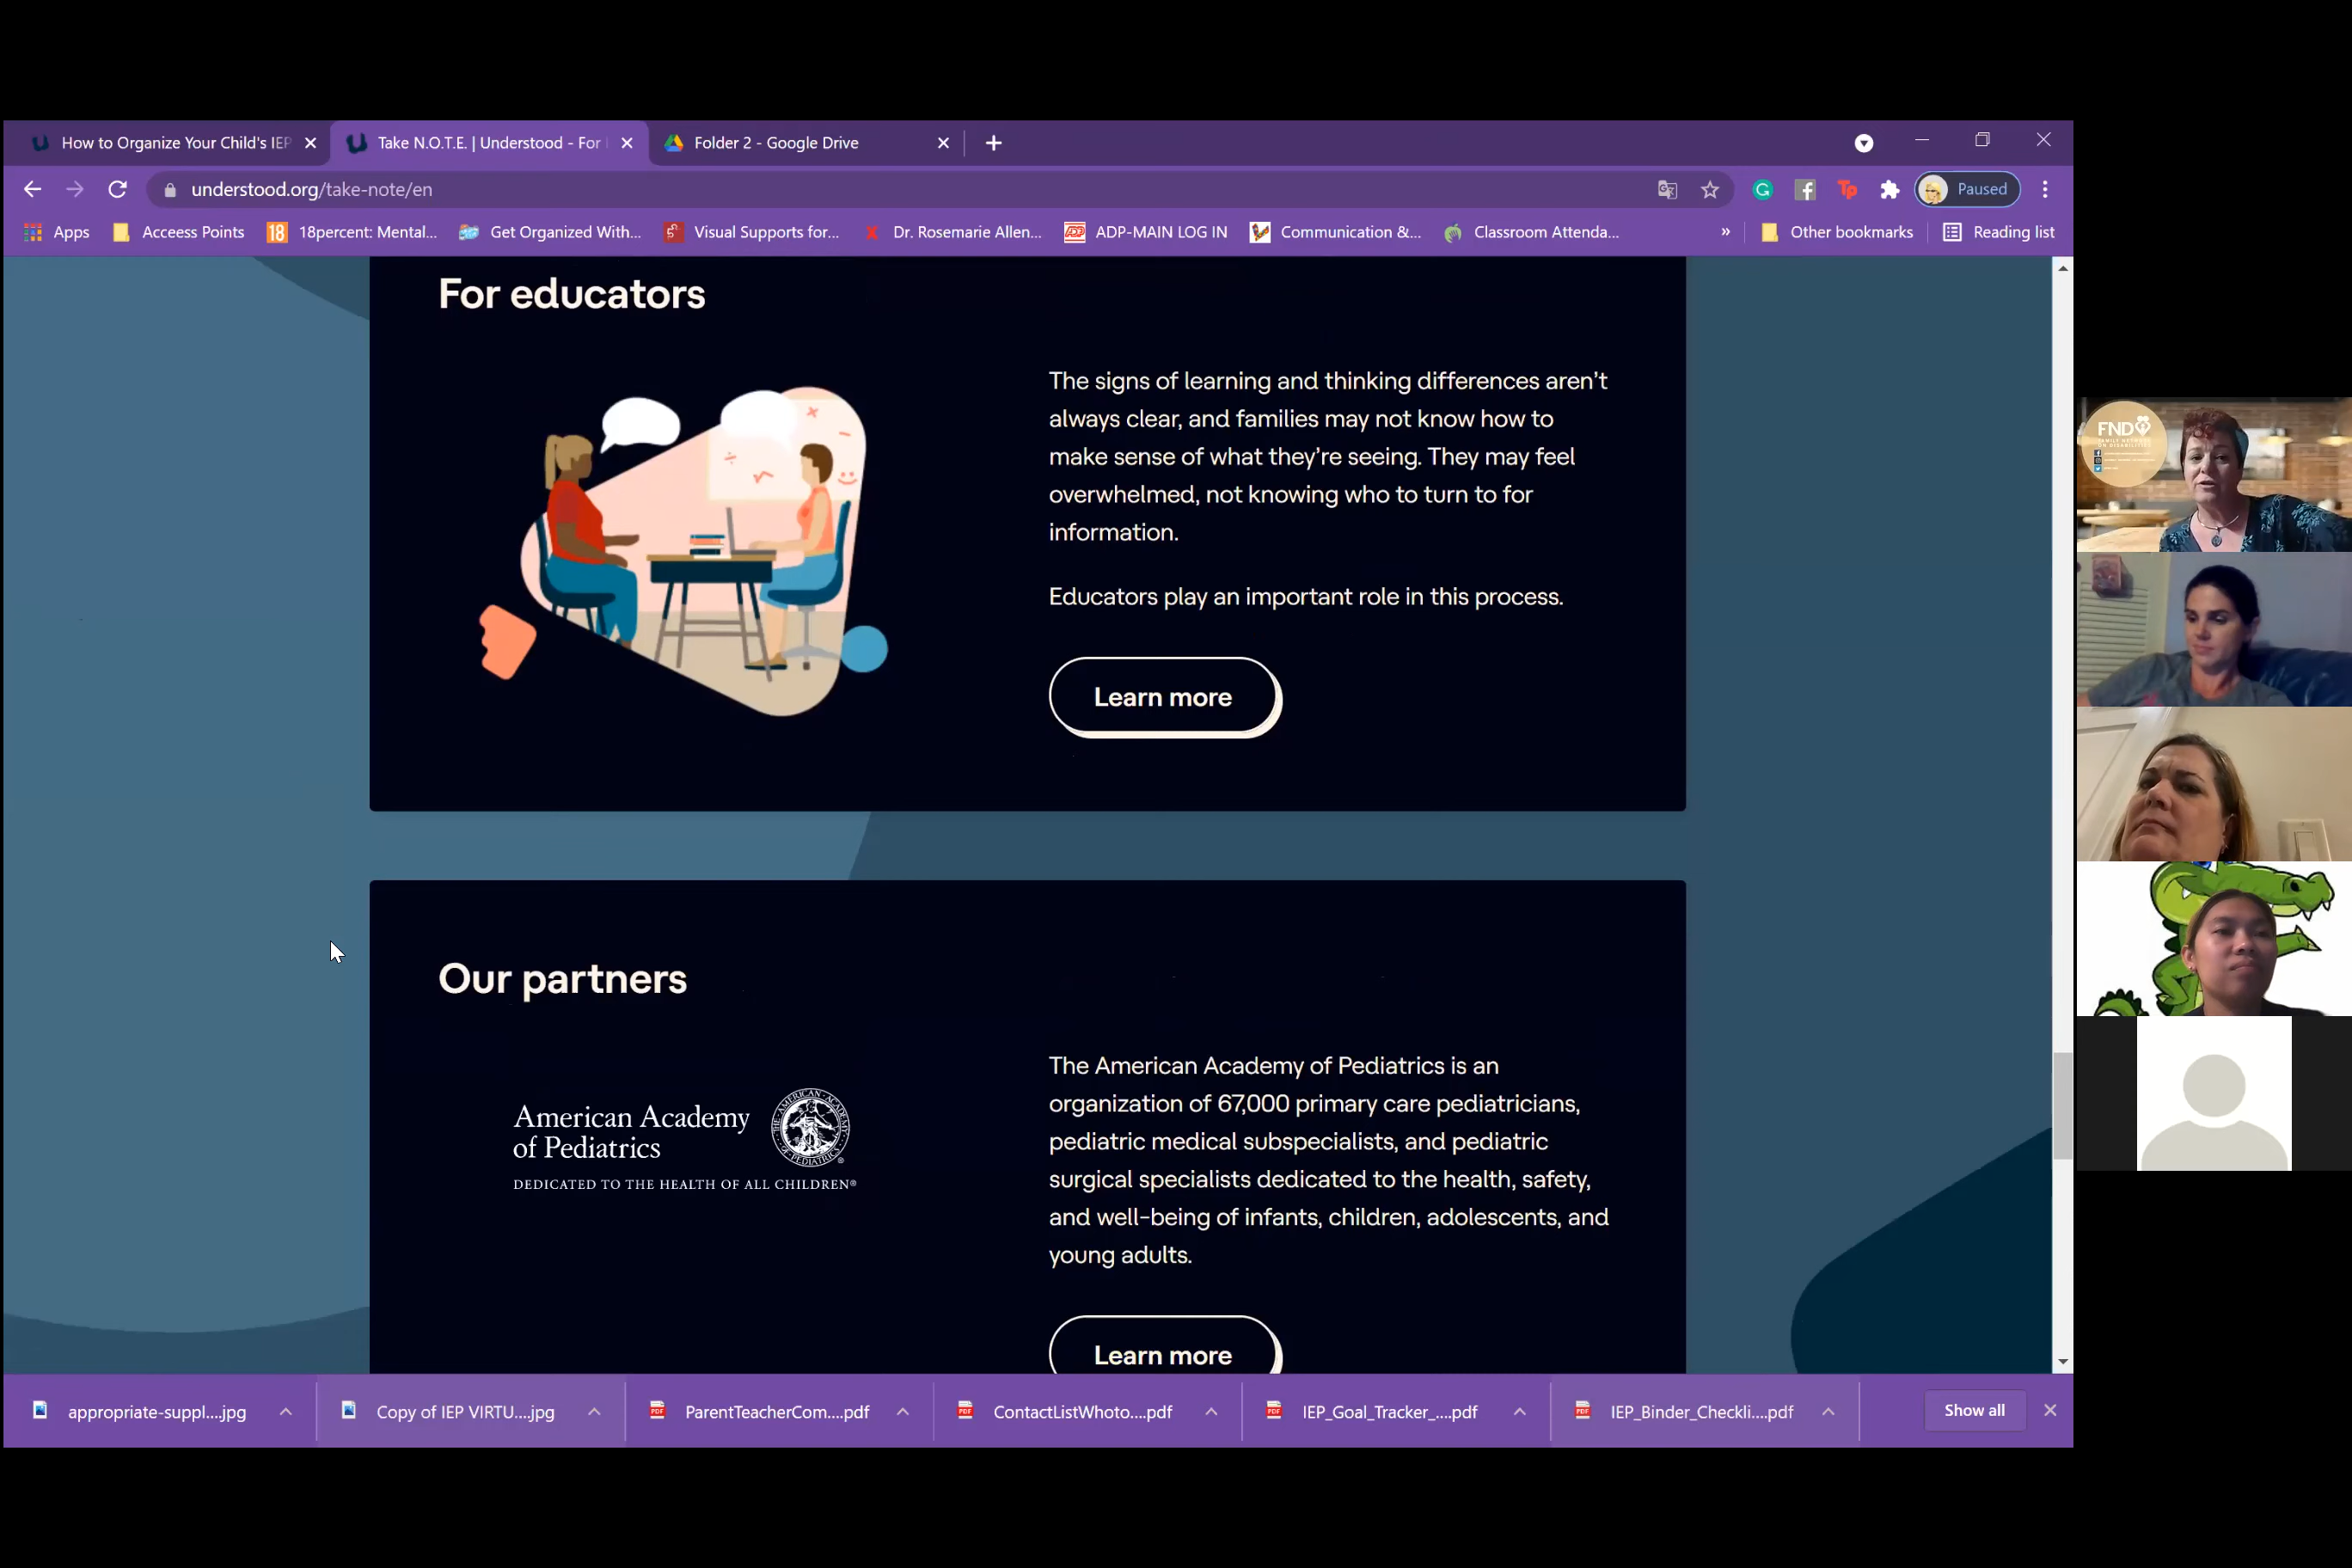 How to Organize Your Child's IEP
Take N.O.T.E. | Understood - For
Folder 2 - Google Drive
understood.org/take-note/en
Paused
Apps
Acceess Points
18
18percent: Mental...
Get Organized With...
Visual Supports for...
Dr. Rosemarie Allen...
ADP
ADP-MAIN LOG IN
Communication &...
Classroom Attenda...
»
Other bookmarks
Reading list
For educators
The signs of learning and thinking differences aren't
always clear, and families may not know how to
make sense of what they're seeing. They may feel
overwhelmed, not knowing who to turn to for
information.
Educators play an important role in this process.
Learn more
Our partners
American Academy
of Pediatrics
DEDICATED TO THE HEALTH OF ALL CHILDREN®
The American Academy of Pediatrics is an
organization of 67,000 primary care pediatricians,
pediatric medical subspecialists, and pediatric
surgical specialists dedicated to the health, safety,
and well-being of infants, children, adolescents, and
young adults.
Learn more
appropriate-suppl....jpg
Copy of IEP VIRTU....jpg
ParentTeacherCom....pdf
ContactListWhoto....pdf
IEP_Goal_Tracker_....pdf
IEP_Binder_Checkli....pdf
Show all
FND
FAMILY NETWORK
ON DISABILITIES